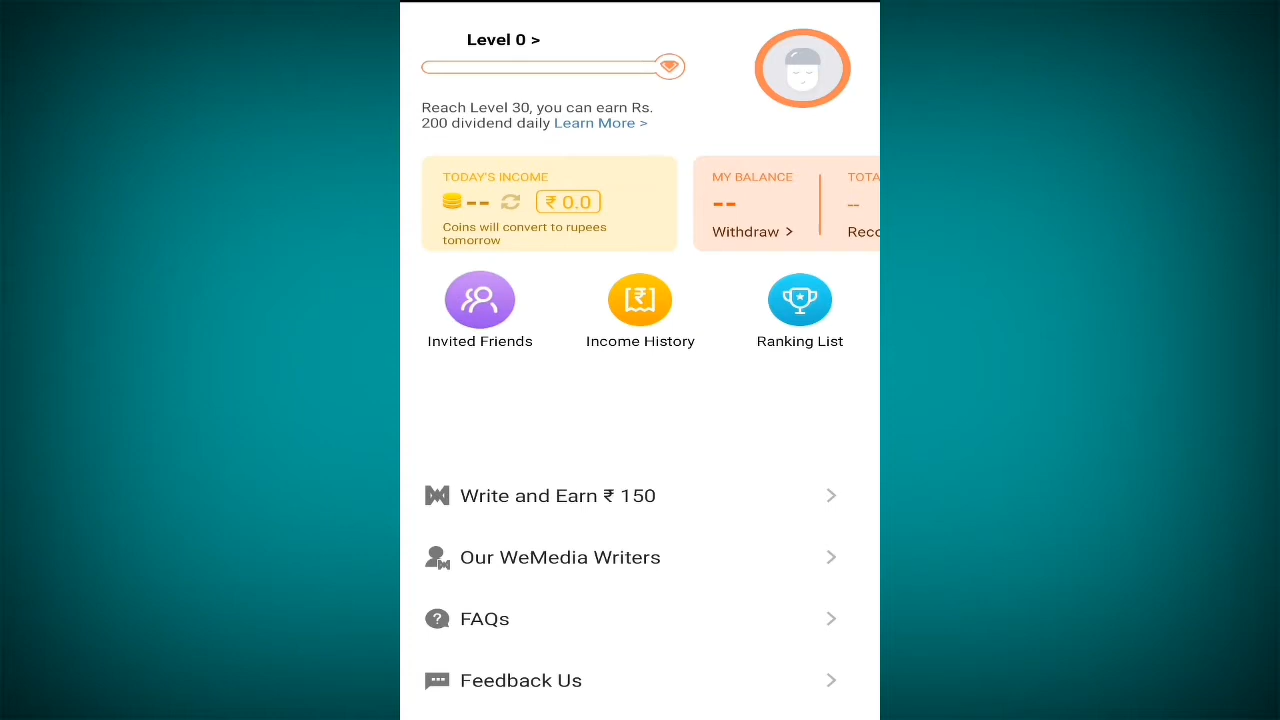 Level 0 >
Reach Level 30, you can earn Rs.
200 dividend daily Learn More >
TODAY'S INCOME
-- ₹ 0.0
Coins will convert to rupees
tomorrow
MY BALANCE
--
Withdraw >
TOTA
--
Reco
Invited Friends
Income History
Ranking List
Write and Earn ₹ 150
Our WeMedia Writers
FAQs
Feedback Us